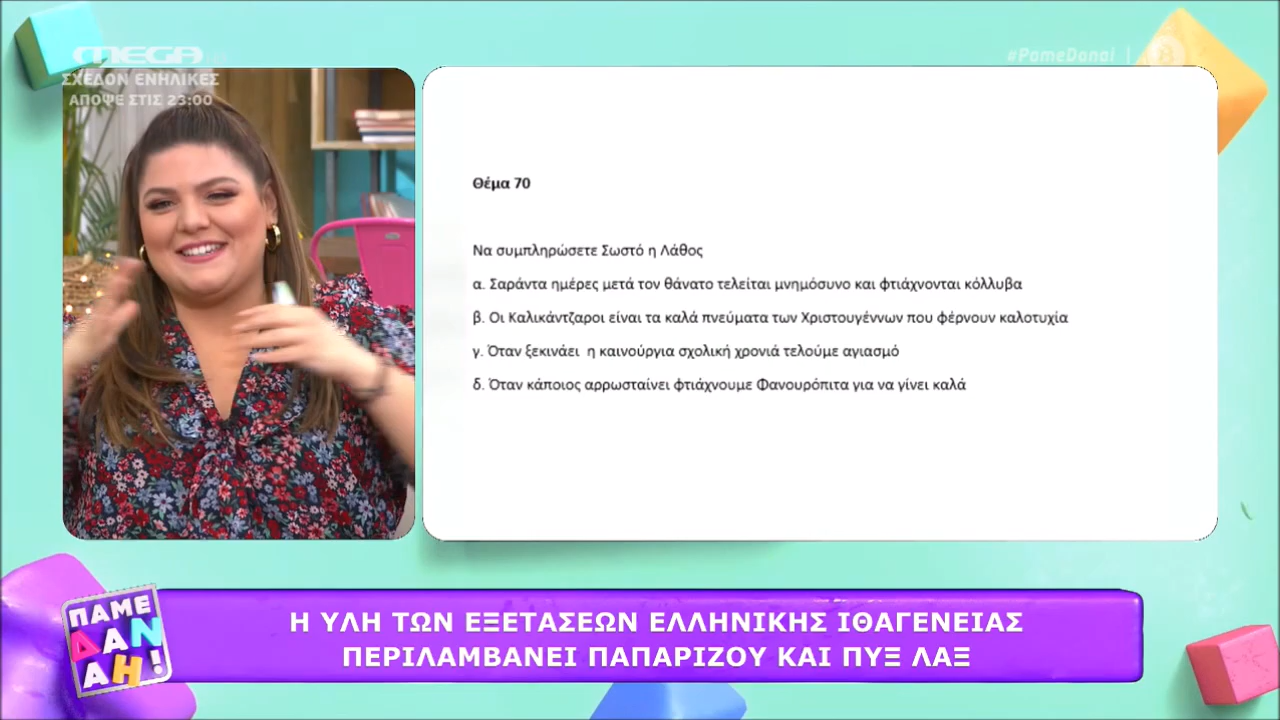 MEGA
ΣΧΕΔΟΝ ΕΝΗΛΙΚΕΣ
ΑΠΟΨΕ ΣΤΙΣ 23:00
#PameDanai |
Θέμα 70
Να συμπληρώσετε Σωστό η Λάθος
α. Σαράντα ημέρες μετά τον θάνατο τελείται μνημόσυνο και φτιάχνονται κόλλυβα
β. Οι Καλικάντζαροι είναι τα καλά πνεύματα των Χριστουγέννων που φέρνουν καλοτυχία
γ. Όταν ξεκινάει η καινούργια σχολική χρονιά τελούμε αγιασμό
δ. Όταν κάποιος αρρωσταίνει φτιάχνουμε Φανουρόπιτα για να γίνει καλά
ΠΑΜΕ
ΔΑΝ
ΑΗ!
Η ΥΛΗ ΤΩΝ ΕΞΕΤΑΣΕΩΝ ΕΛΛΗΝΙΚΗΣ ΙΘΑΓΕΝΕΙΑΣ
ΠΕΡΙΛΑΜΒΑΝΕΙ ΠΑΠΑΡΙΖΟΥ ΚΑΙ ΠΥΞ ΛΑΞ